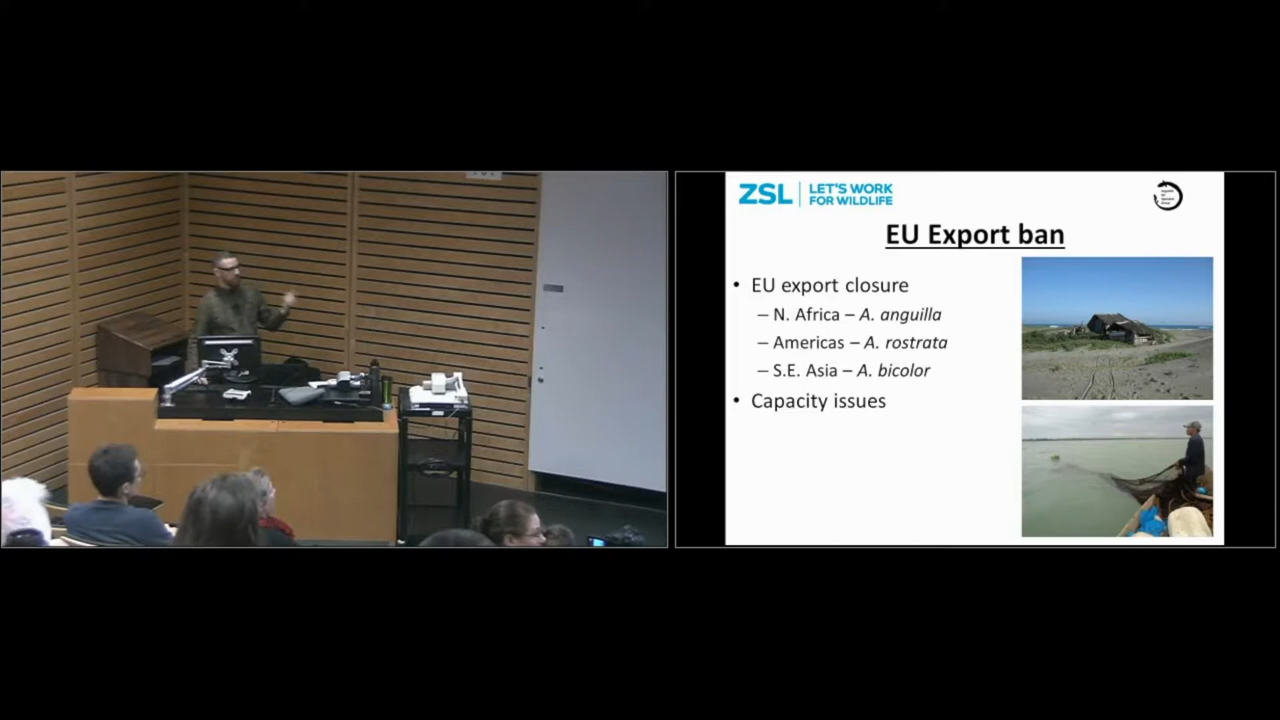 ZSL | LET'S WORK
FOR WILDLIFE
EU Export ban
• EU export closure
– N. Africa – A. anguilla
– Americas – A. rostrata
– S.E. Asia – A. bicolor
• Capacity issues